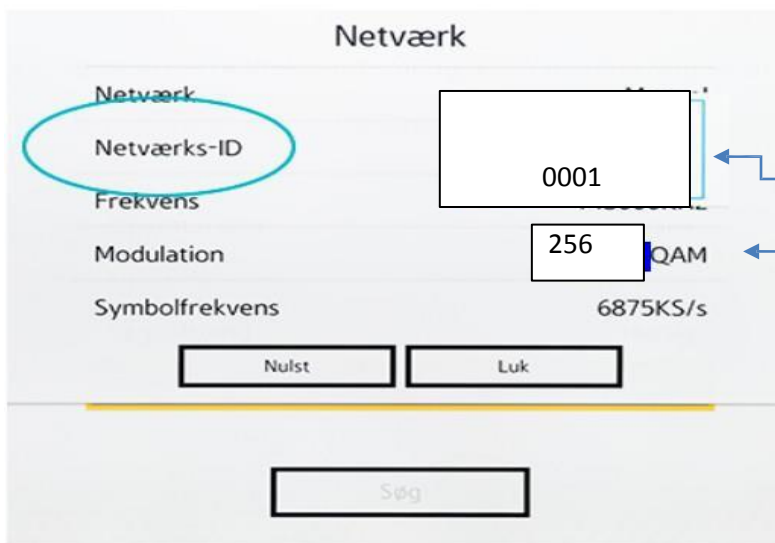 Netværk
Netværk
Netværks-ID 0001
Frekvens
Modulation 256 QAM
Symbolfrekvens 6875KS/s
Nulst Luk
Søg